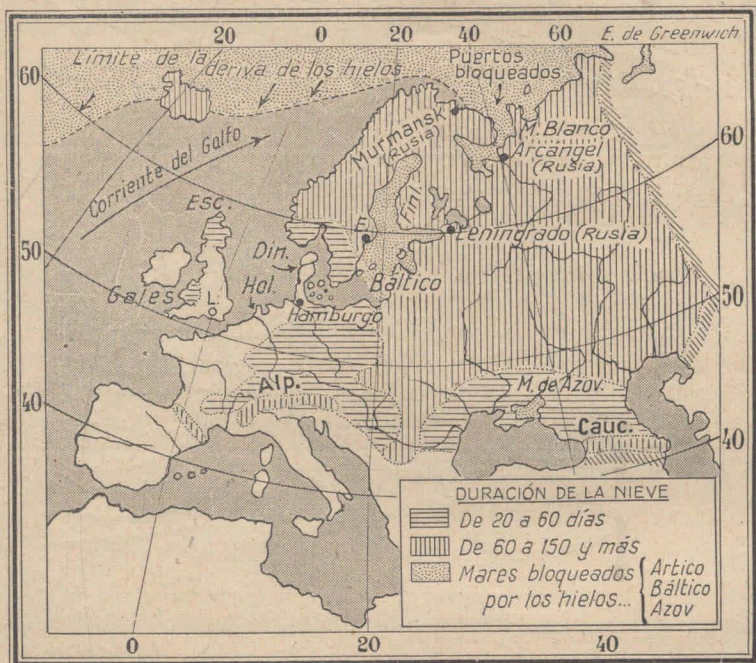 20 0 20 40 E. de Greenwich
60
Límite de la
deriva de los hielos
Puertos
bloqueados
M. Blanco
Arcangel
(Rusia)
60
Murmansk
(Rusia)
Corriente del Galfo
Esc.
Finl.
E.
Leningrado (Rusia)
50
Din.
Hol.
Gales
L.
Hamburgo
Báltico
50
Alp.
M. de Azov.
40
Cauc.
40
DURACIÓN DE LA NIEVE
De 20 a 60 días
De 60 a 150 y más
Mares bloqueados
por los hielos...
Artico
Báltico
Azov
0 20 40